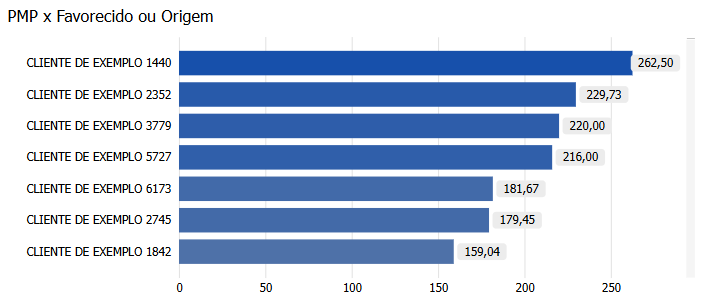 PMP x Favorecido ou Origem
CLIENTE DE EXEMPLO 1440 262,50
CLIENTE DE EXEMPLO 2352 229,73
CLIENTE DE EXEMPLO 3779 220,00
CLIENTE DE EXEMPLO 5727 216,00
CLIENTE DE EXEMPLO 6173 181,67
CLIENTE DE EXEMPLO 2745 179,45
CLIENTE DE EXEMPLO 1842 159,04
0 50 100 150 200 250